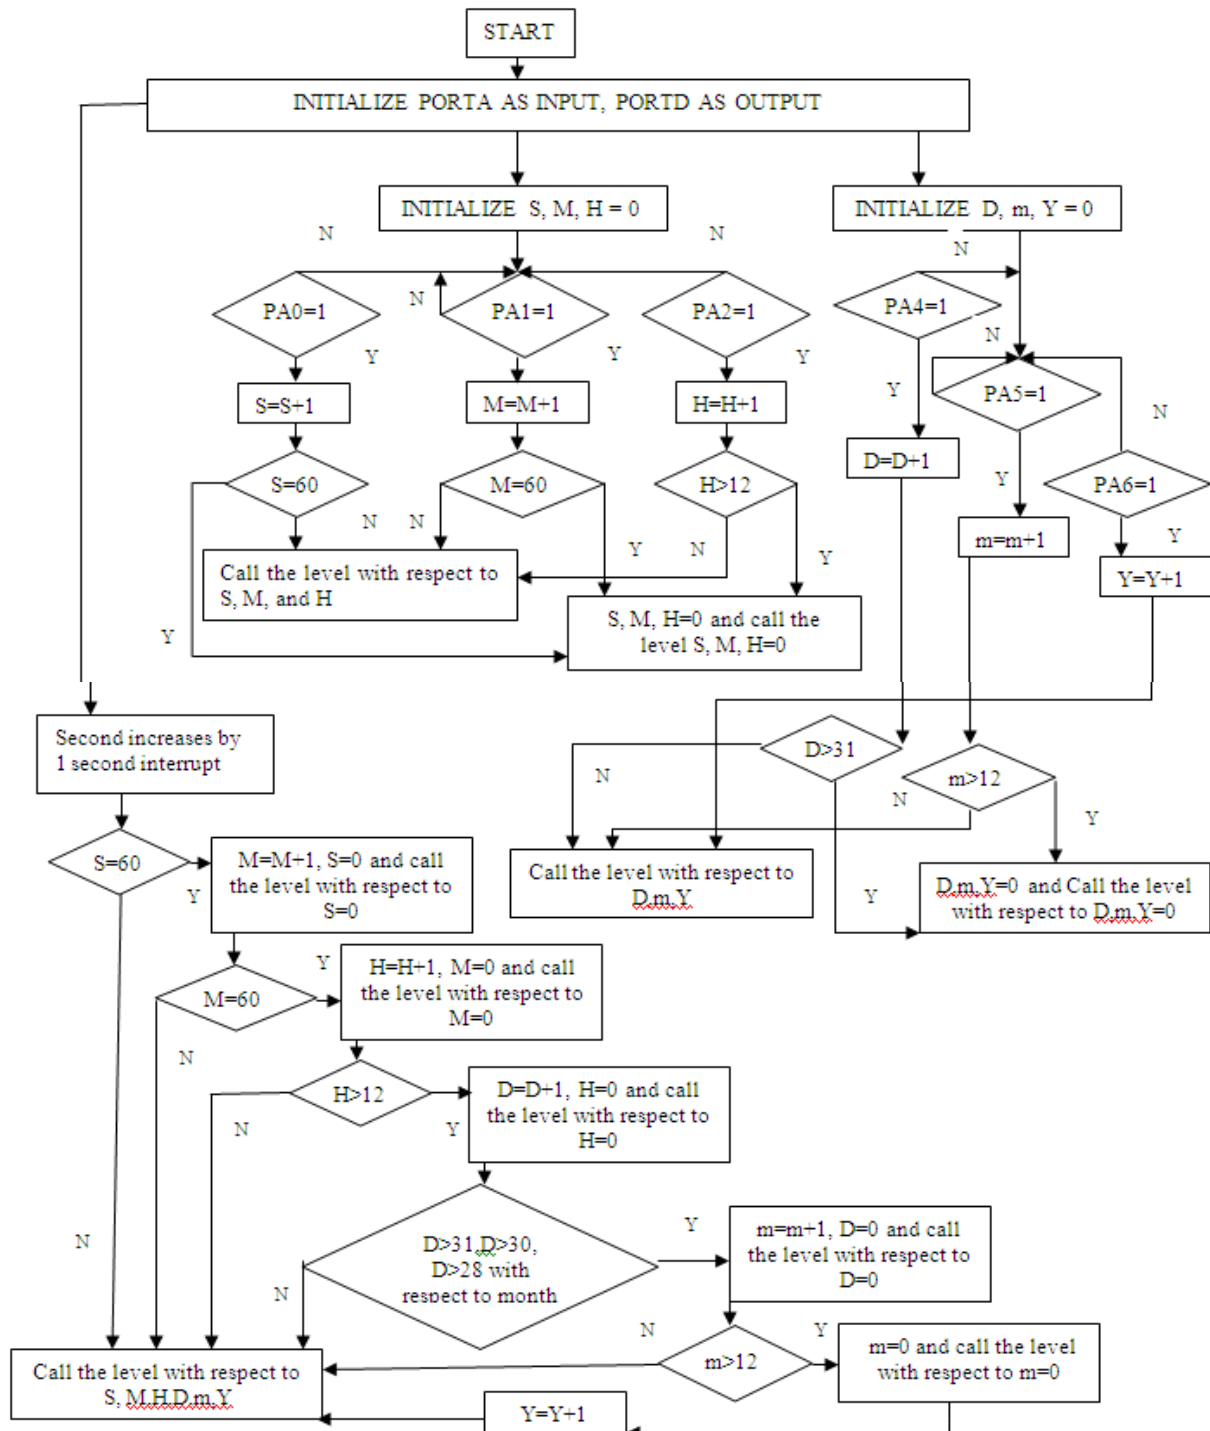 START
INITIALIZE PORTA AS INPUT, PORTD AS OUTPUT
INITIALIZE S, M, H = 0
INITIALIZE D, m, Y = 0
N
N
N
PA0=1
N
PA1=1
PA2=1
PA4=1
N
Y
Y
Y
S=S+1
M=M+1
H=H+1
Y
PA5=1
N
D=D+1
S=60
M=60
H>12
Y
PA6=1
N
N
m=m+1
Y
Y
N
Y
Call the level with respect to
S, M, and H
Y=Y+1
Y
S, M, H=0 and call the
level S, M, H=0
Second increases by
1 second interrupt
D>31
N
m>12
N
Y
S=60
Y
M=M+1, S=0 and call
the level with respect to
S=0
Call the level with respect to
D,m,Y
Y
D,m,Y=0 and Call the level
with respect to D,m,Y=0
M=60
Y
H=H+1, M=0 and call
the level with respect to
M=0
N
H>12
D=D+1, H=0 and call
the level with respect to
H=0
N
Y
N
D>31,D>30,
D>28 with
respect to month
Y
m=m+1, D=0 and call
the level with respect to
D=0
N
N
Y
m>12
m=0 and call the level
with respect to m=0
Call the level with respect to
S, M,H,D,m,Y
Y=Y+1